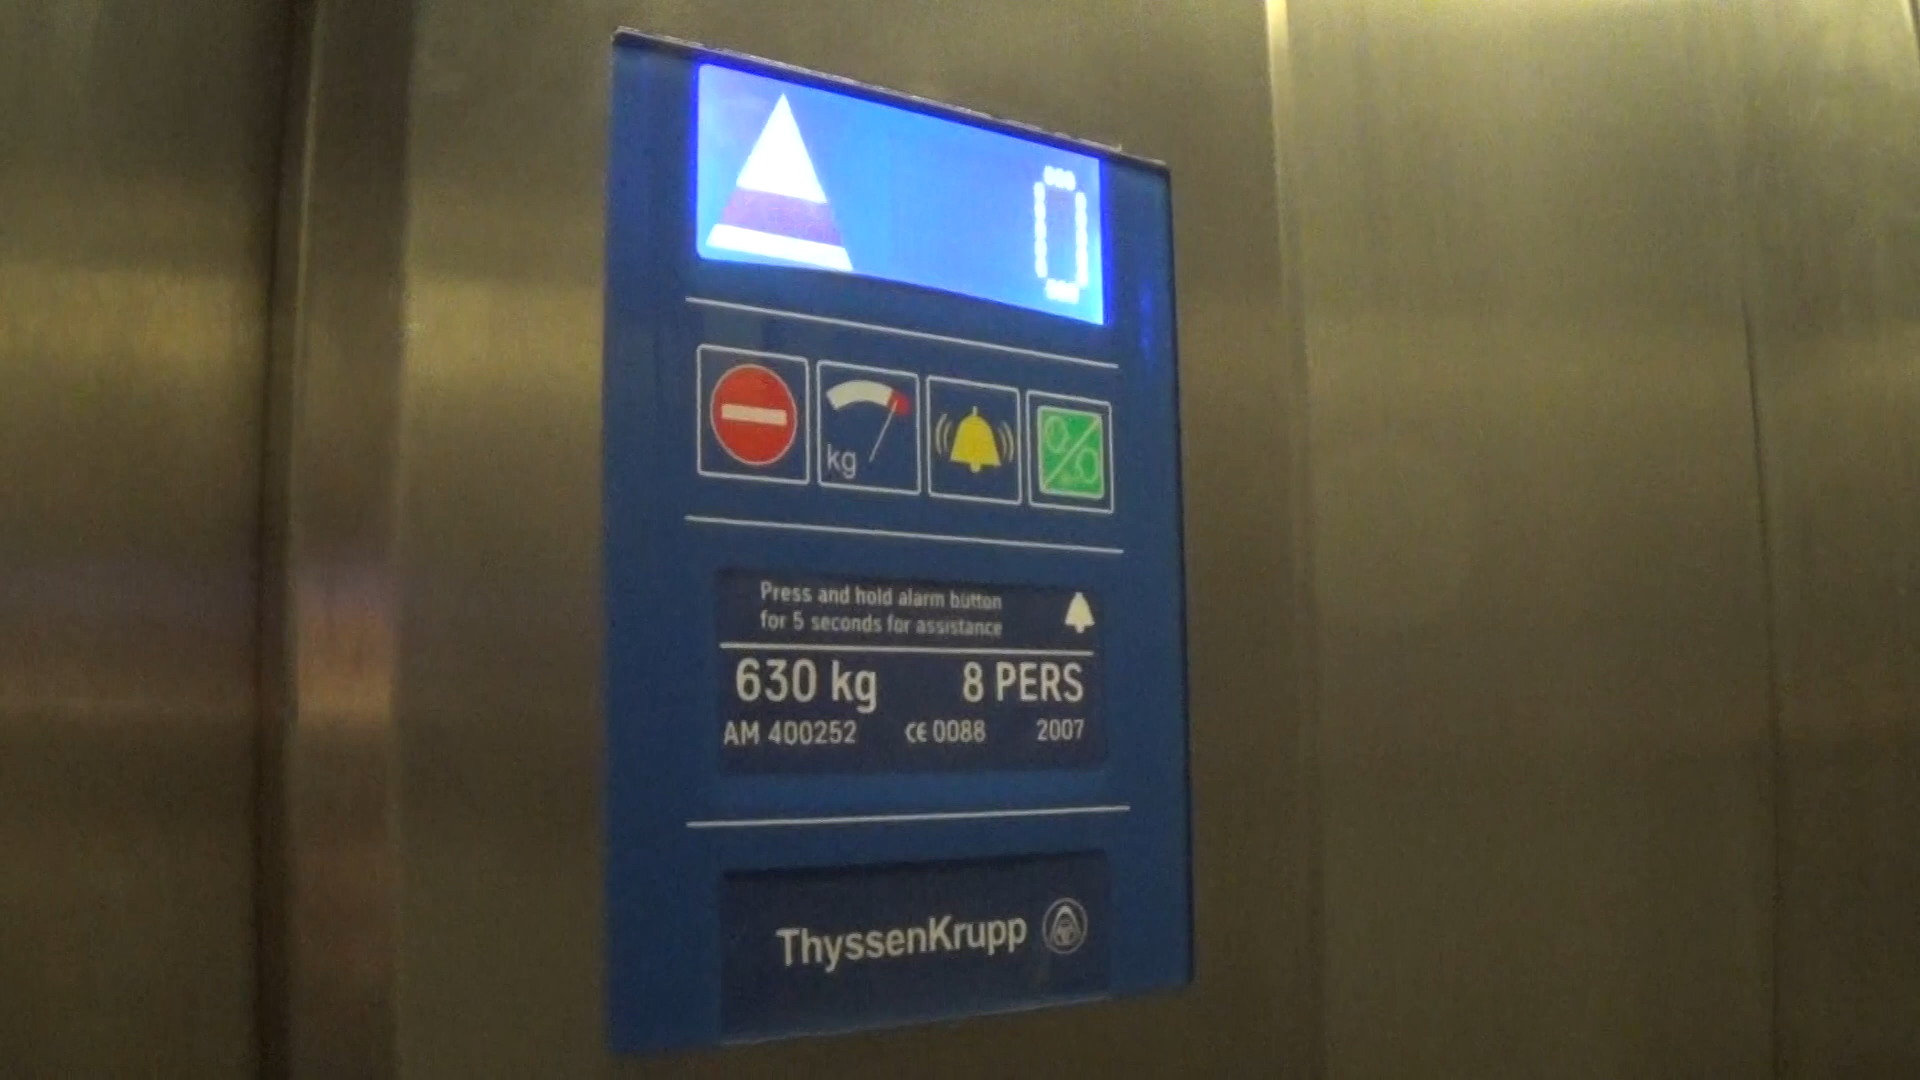 0
kg
Press and hold alarm button
for 5 seconds for assistance
630 kg 8 PERS
AM 400252 CE 0088 2007
ThyssenKrupp